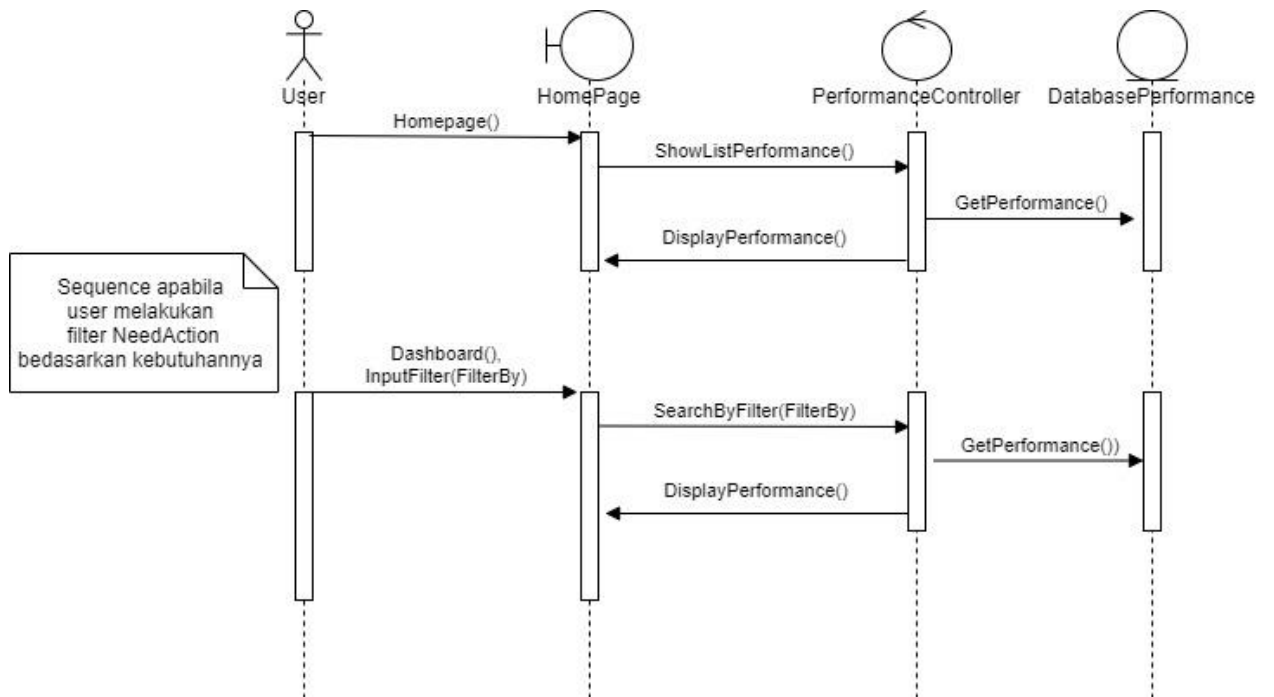 User
HomePage
PerformanceController
DatabasePerformance
Homepage()
ShowListPerformance()
GetPerformance()
DisplayPerformance()
Sequence apabila
user melakukan
filter NeedAction
bedasarkan kebutuhannya
Dashboard(),
InputFilter(FilterBy)
SearchByFilter(FilterBy)
GetPerformance())
DisplayPerformance()